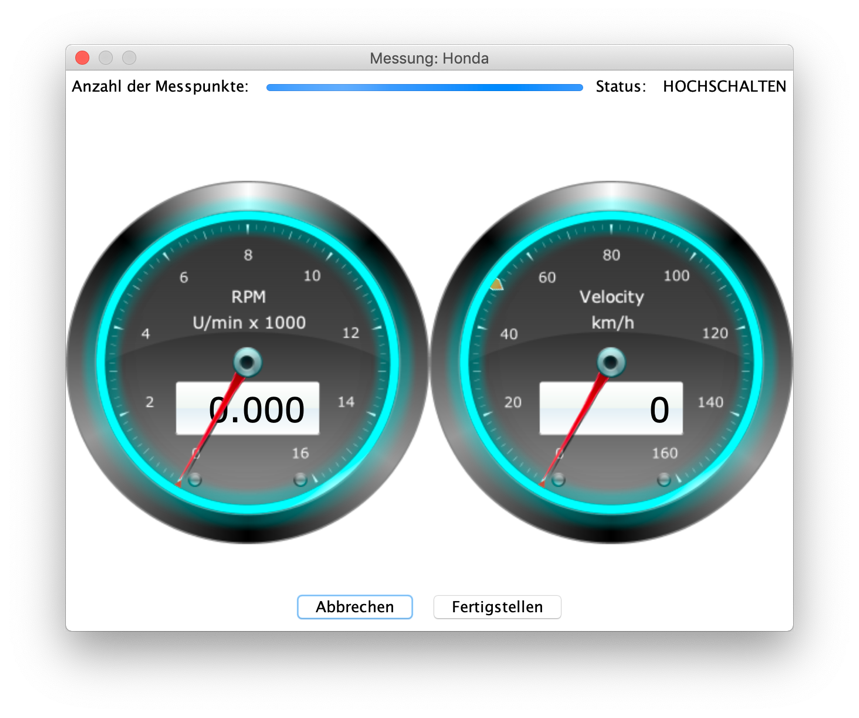 Messung: Honda
Anzahl der Messpunkte: Status: HOCHSCHALTEN
8
6 10
RPM
U/min x 1000
4 12
0.000
2 14
0 16
80
60 100
Velocity
km/h
40 120
0
20 140
0 160
Abbrechen Fertigstellen